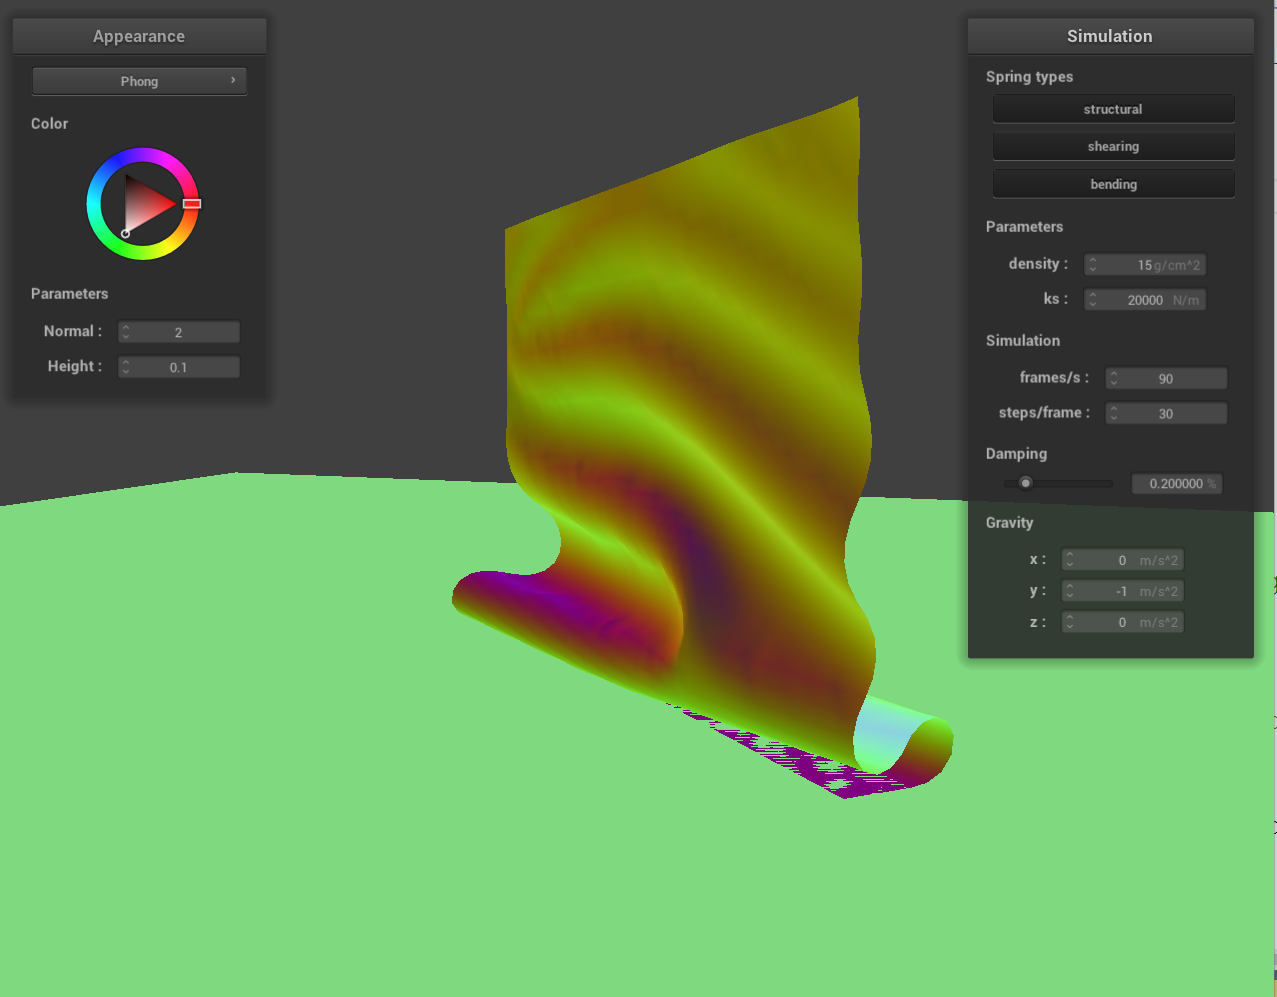 Appearance
Phong
Color
Parameters
Normal : 2
Height : 0.1
Simulation
Spring types
structural
shearing
bending
Parameters
density : 15 g/cm^2
ks : 20000 N/m
Simulation
frames/s : 90
steps/frame : 30
Damping
0.200000 %
Gravity
x : 0 m/s^2
y : -1 m/s^2
z : 0 m/s^2